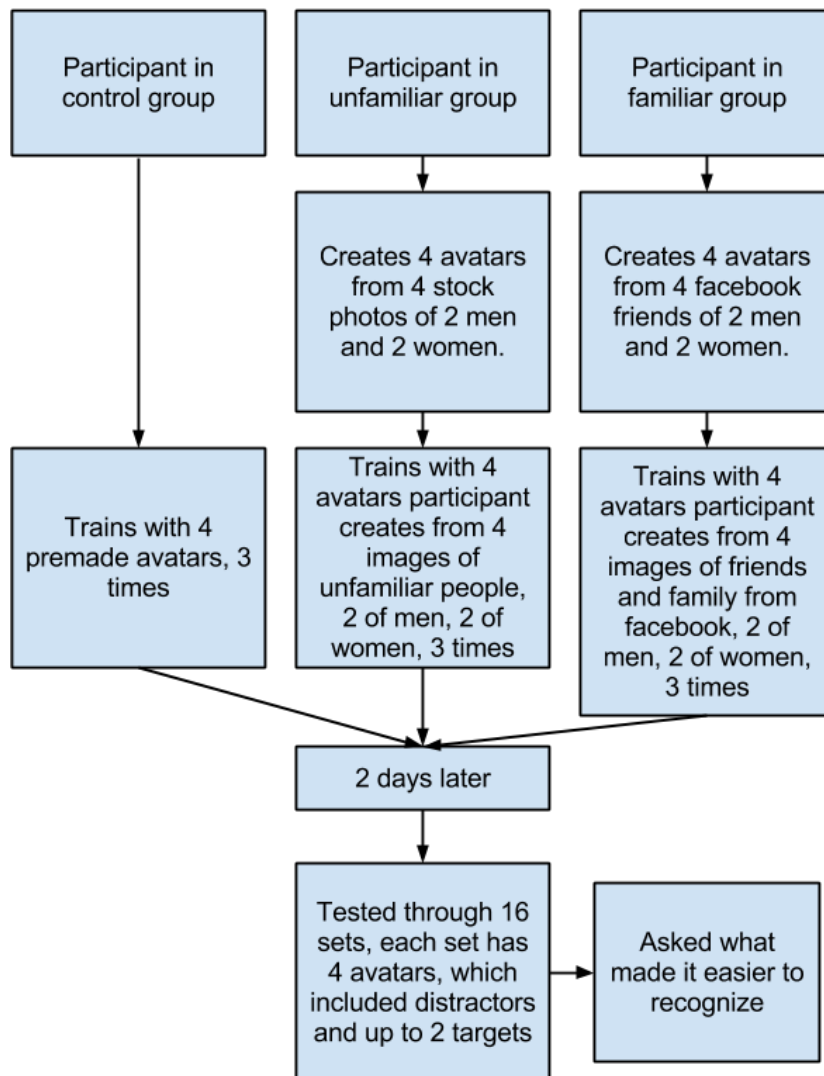 Participant in
control group
Participant in
unfamiliar group
Participant in
familiar group
Creates 4 avatars
from 4 stock
photos of 2 men
and 2 women.
Creates 4 avatars
from 4 facebook
friends of 2 men
and 2 women.
Trains with 4
premade avatars, 3
times
Trains with 4
avatars participant
creates from 4
images of
unfamiliar people,
2 of men, 2 of
women, 3 times
Trains with 4
avatars participant
creates from 4
images of friends
and family from
facebook, 2 of
men, 2 of women,
3 times
2 days later
Tested through 16
sets, each set has
4 avatars, which
included distractors
and up to 2 targets
Asked what
made it easier to
recognize